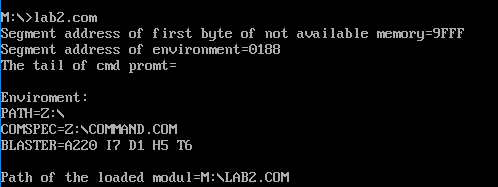 M:\>lab2.com
Segment address of first byte of not available memory=9FFF
Segment address of environment=0188
The tail of cmd promt=
Enviroment:
PATH=Z:\
COMSPEC=Z:\COMMAND.COM
BLASTER=A220 I7 D1 H5 T6
Path of the loaded modul=M:\LAB2.COM